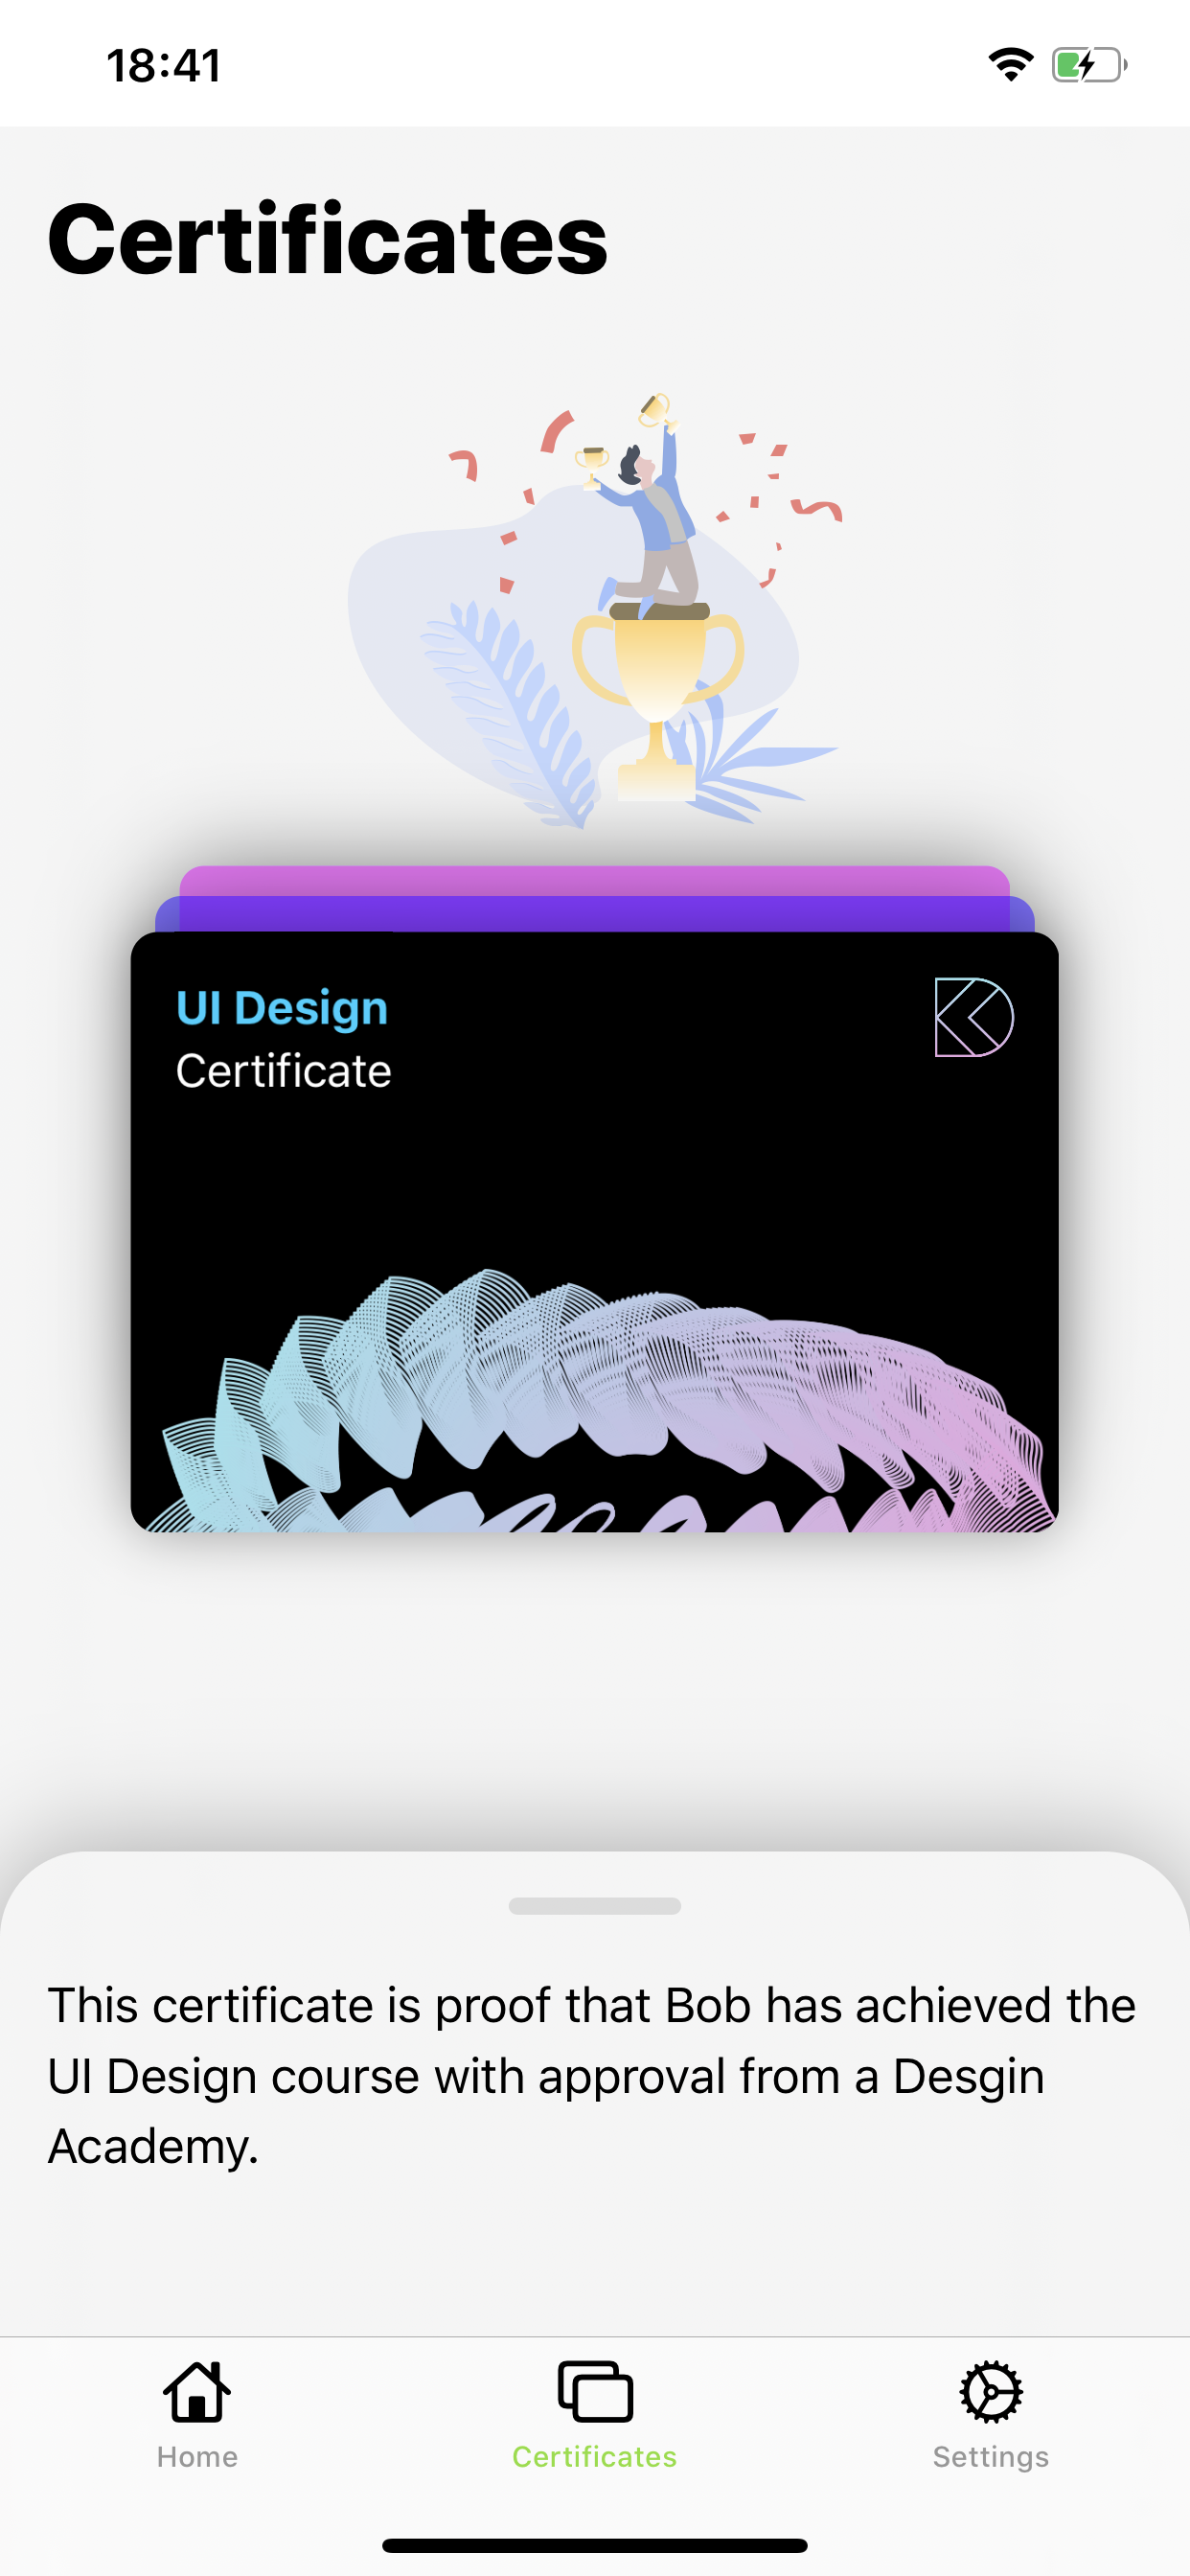 18:41
Certificates
UI Design
Certificate
This certificate is proof that Bob has achieved the
UI Design course with approval from a Desgin
Academy.
Home
Certificates
Settings